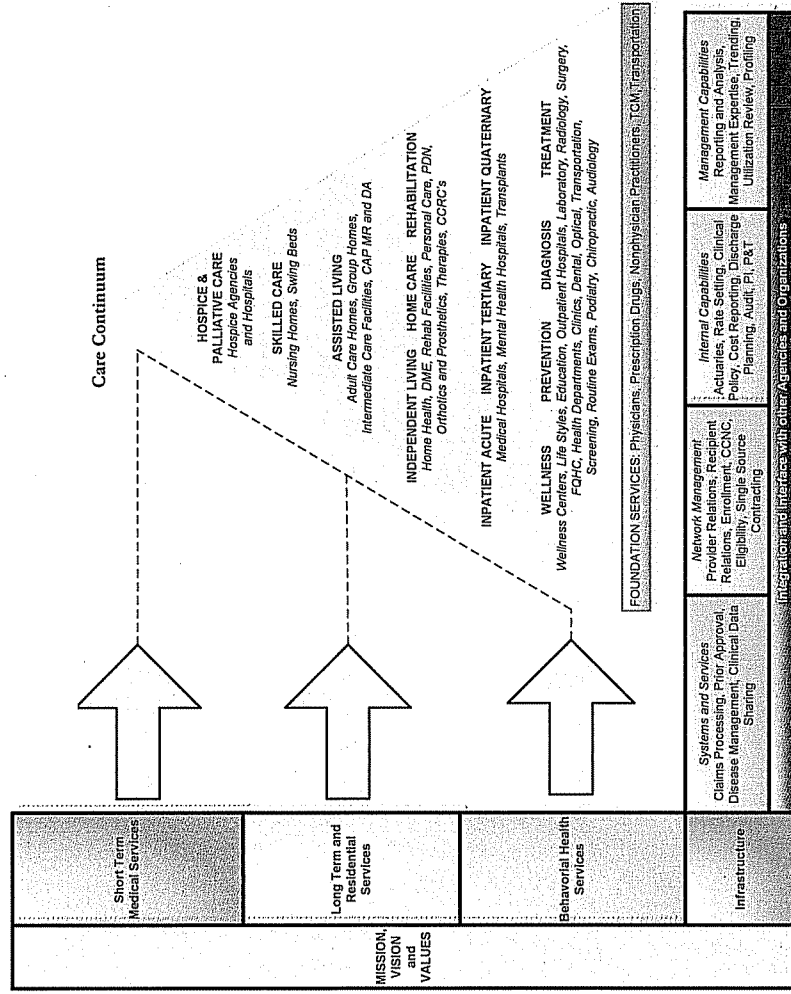 Care Continuum
HOSPICE &
PALLIATIVE CARE
Hospice Agencies
and Hospitals
SKILLED CARE
Nursing Homes, Swing Beds
ASSISTED LIVING
Adult Care Homes, Group Homes,
Intermediate Care Facilities, CAP MR and DA
INDEPENDENT LIVING HOME CARE REHABILITATION
Home Health, DME, Rehab Facilities, Personal Care, PDN,
Orthotics and Prosthetics, Therapies, CCRC's
INPATIENT ACUTE INPATIENT TERTIARY INPATIENT QUATERNARY
Medical Hospitals, Mental Health Hospitals, Transplants
WELLNESS PREVENTION DIAGNOSIS TREATMENT
Wellness Centers, Life Styles, Education, Outpatient Hospitals, Laboratory, Radiology, Surgery,
FQHC, Health Departments, Clinics, Dental, Optical, Transportation,
Screening, Routine Exams, Podiatry, Chiropractic, Audiology
FOUNDATION SERVICES: Physicians, Prescription Drugs, Nonphysician Practitioners, TCM, Transportation
MISSION,
VISION
and
VALUES
Short Term
Medical Services
Long Term and
Residential
Services
Behavorial Health
Services
Infrastructure
Systems and Services
Claims Processing, Prior Approval,
Disease Management, Clinical Data
Sharing
Network Management
Provider Relations, Recipient
Relations, Enrollment, CCNC,
Eligibility, Single Source
Contracting
Internal Capabilities
Actuaries, Rate Setting, Clinical
Policy, Cost Reporting, Discharge
Planning, Audit, PI, P&T
Management Capabilities
Reporting and Analysis,
Management Expertise, Trending,
Utilization Review, Profiling
Integration and Interface with other Agencies and Organizations